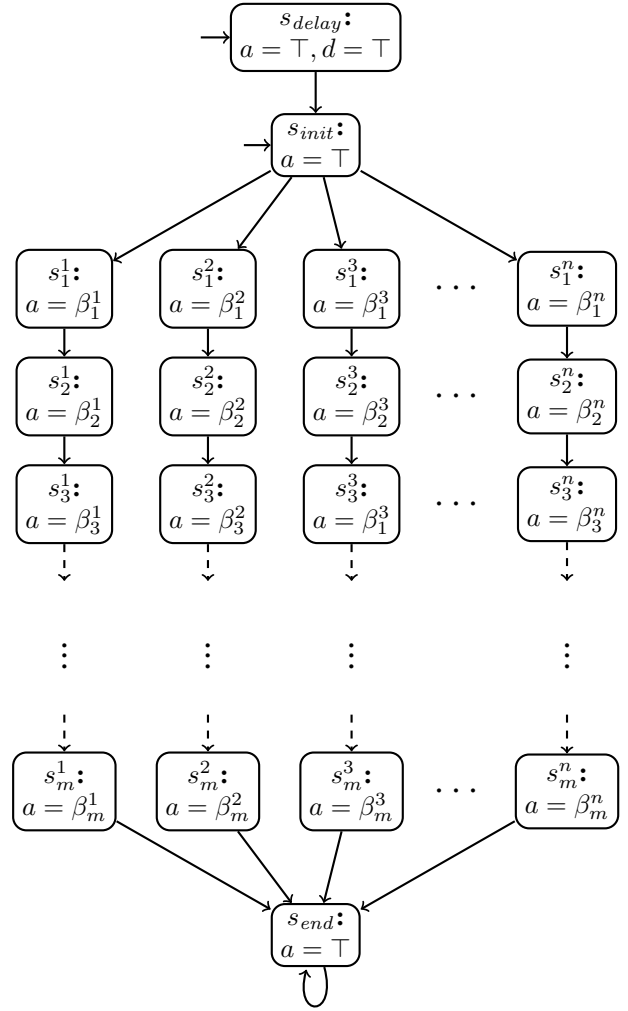 s_{delay}:
a = ⊤, d = ⊤
s_{init}:
a = ⊤
s_1^1:
a = β_1^1
s_1^2:
a = β_1^2
s_1^3:
a = β_1^3
· · ·
s_1^n:
a = β_1^n
s_2^1:
a = β_2^1
s_2^2:
a = β_2^2
s_2^3:
a = β_2^3
· · ·
s_2^n:
a = β_2^n
s_3^1:
a = β_3^1
s_3^2:
a = β_3^2
s_3^3:
a = β_1^3
· · ·
s_3^n:
a = β_3^n
⋮
⋮
⋮
⋮
s_m^1:
a = β_m^1
s_m^2:
a = β_m^2
s_m^3:
a = β_m^3
· · ·
s_m^n:
a = β_m^n
s_{end}:
a = ⊤